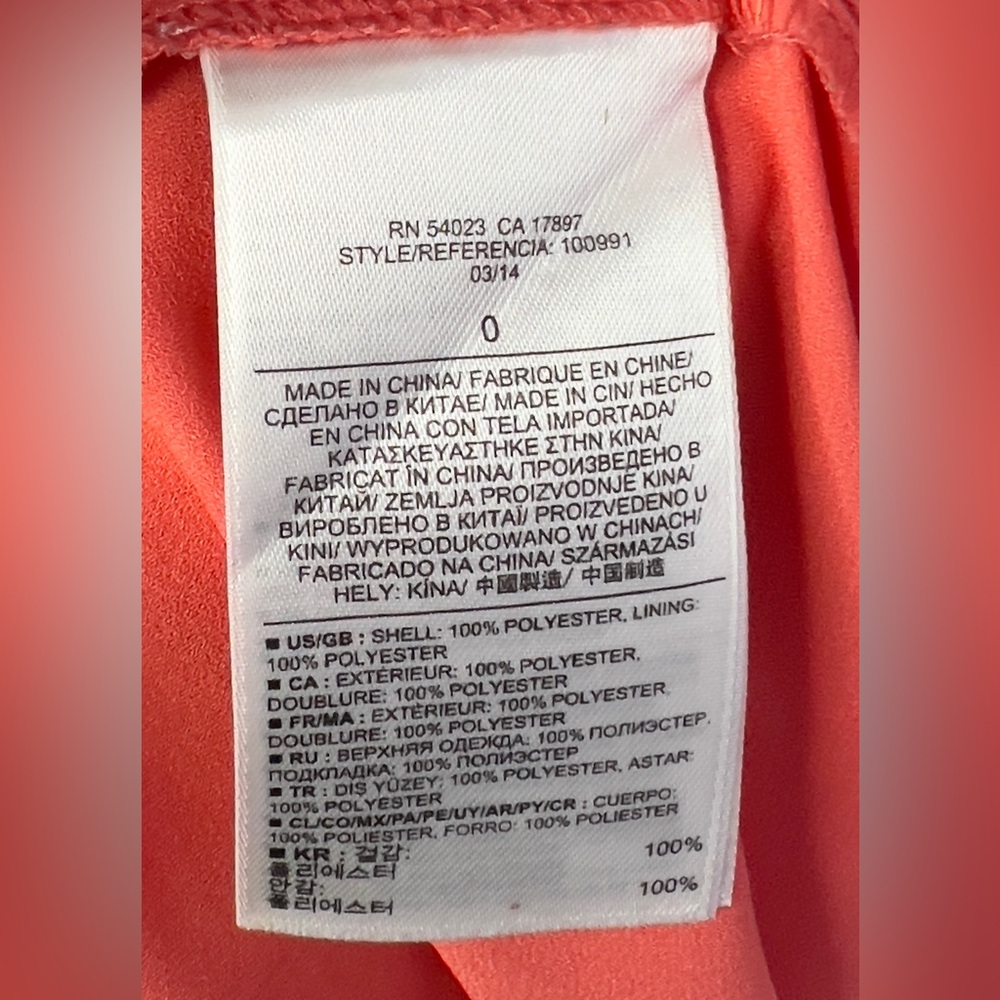 RN 54023 CA 17897
STYLE/REFERENCIA: 100991
03/14
0
MADE IN CHINA/ FABRIQUE EN CHINE/
СДЕЛАНО В КИТАЕ/ MADE IN CIN/ HECHO
EN CHINA CON TELA IMPORTADA/
ΚΑΤΑΣΚΕΥΑΣΤΗΚΕ ΣΤΗΝ ΚΙΝΑ/
FABRICAT ÎN CHINA/ ПРОИЗВЕДЕНО В
КИТАЙ/ ZEMLJA PROIZVODNJE KINA/
ВИРОБЛЕНО В КИТАЇ/ PROIZVEDENO U
KINI/ WYPRODUKOWANO W CHINACH/
FABRICADO NA CHINA/ SZÁRMAZÁSI
HELY: KÍNA/ 中國製造/ 中国制造
■ US/GB : SHELL: 100% POLYESTER, LINING:
100% POLYESTER
■ CA : EXTÉRIEUR: 100% POLYESTER,
DOUBLURE: 100% POLYESTER
■ FR/MA : EXTÉRIEUR: 100% POLYESTER,
DOUBLURE: 100% POLYESTER
■ RU : ВЕРХНЯЯ ОДЕЖДА: 100% ПОЛИЭСТЕР,
ПОДКЛАДКА: 100% ПОЛИЭСТЕР
■ TR : DIŞ YÜZEY: 100% POLYESTER, ASTAR:
100% POLYESTER
■ CL/CO/MX/PA/PE/UY/AR/PY/CR : CUERPO:
100% POLIESTER, FORRO: 100% POLIESTER
■ KR : 겉감: 100%
폴리에스터
안감: 100%
폴리에스터